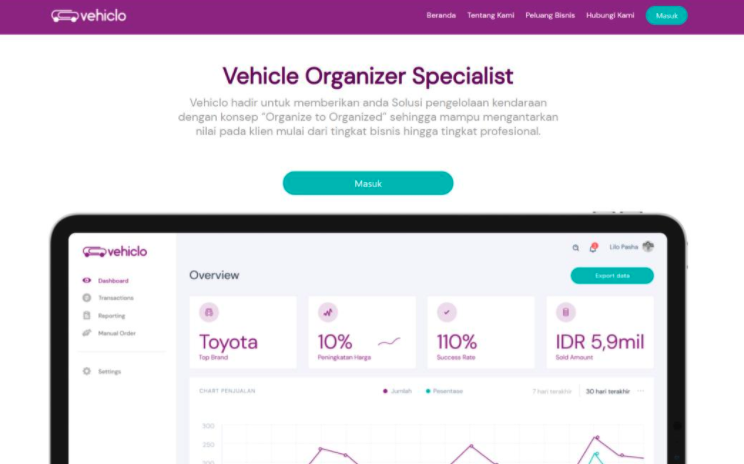 vehiclo
Beranda Tentang Kami Peluang Bisnis Hubungi Kami Masuk
Vehicle Organizer Specialist
Vehiclo hadir untuk memberikan anda Solusi pengelolaan kendaraan
dengan konsep "Organize to Organized" sehingga mampu mengantarkan
nilai pada klien mulai dari tingkat bisnis hingga tingkat profesional.
Masuk
vehiclo
Lilo Pasha
Dashboard
Transactions
Reporting
Manual Order
Settings
Overview
Export data
Toyota
Top Brand
10%
Peningkatan Harga
110%
Success Rate
IDR 5,9mil
Sold Amount
CHART PENJUALAN
Jumlah
Pesentase
7 hari terakhir
30 hari terakhir
300
250
200